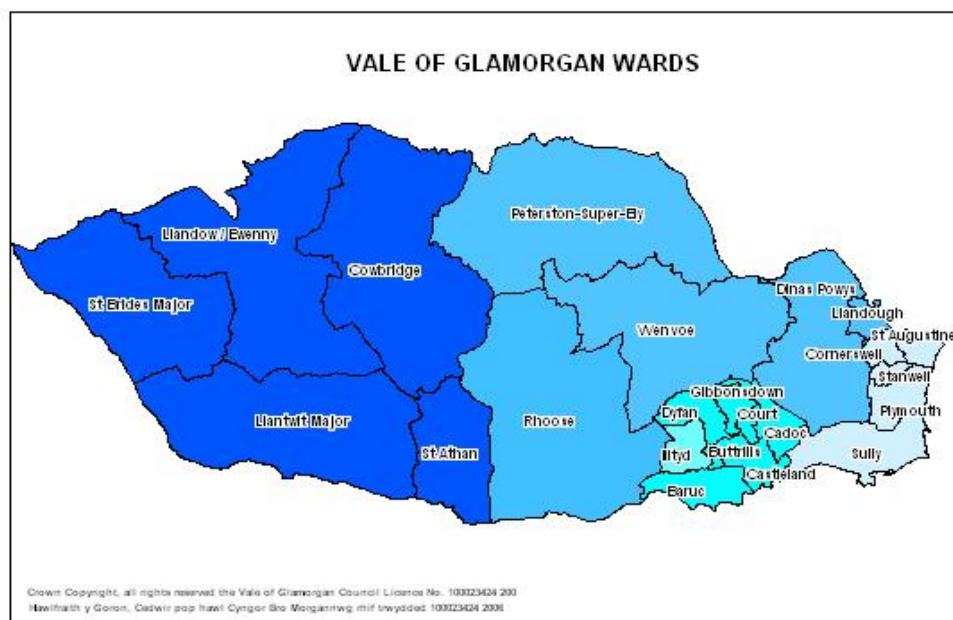 VALE OF GLAMORGAN WARDS
Peterston-Super-Ely
Llandow / Ewenny
Cowbridge
St Brides Major
Dinas Powys
Llandough
St Augustine
Wenvoe
Cornerswell
Stanwell
Gibbonsdown
Plymouth
Dyfan
Court
Llantwit Major
Rhoose
Cadoc
St Athan
Illtyd
Buttrills
Sully
Castleland
Baruc
Crown Copyright, all rights reserved the Vale of Glamorgan Council Licence No. 100023424 200
Hawlfraith y Goron, Cedwir pop hawl Cyngor Bro Morgannwg rhif trwydded 100023424 2006